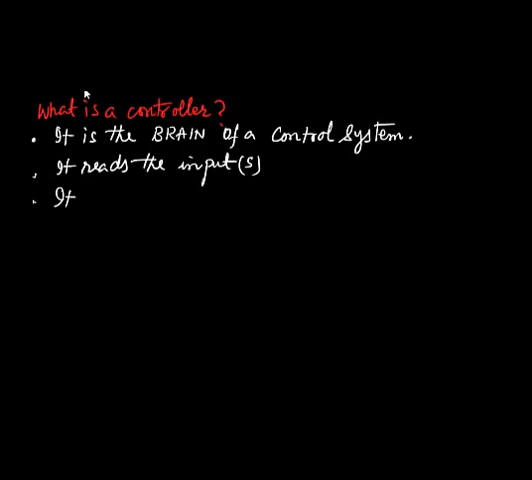 What is a controller?
. It is the BRAIN of a Control System.
. It reads the input(s)
. It